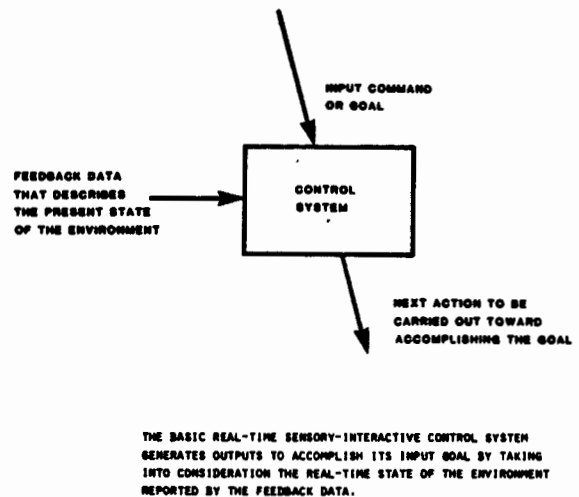 INPUT COMMAND
OR GOAL
FEEDBACK DATA
THAT DESCRIBES
THE PRESENT STATE
OF THE ENVIRONMENT
CONTROL
SYSTEM
NEXT ACTION TO BE
CARRIED OUT TOWARD
ACCOMPLISHING THE GOAL
THE BASIC REAL-TIME SENSORY-INTERACTIVE CONTROL SYSTEM
GENERATES OUTPUTS TO ACCOMPLISH ITS INPUT GOAL BY TAKING
INTO CONSIDERATION THE REAL-TIME STATE OF THE ENVIRONMENT
REPORTED BY THE FEEDBACK DATA.